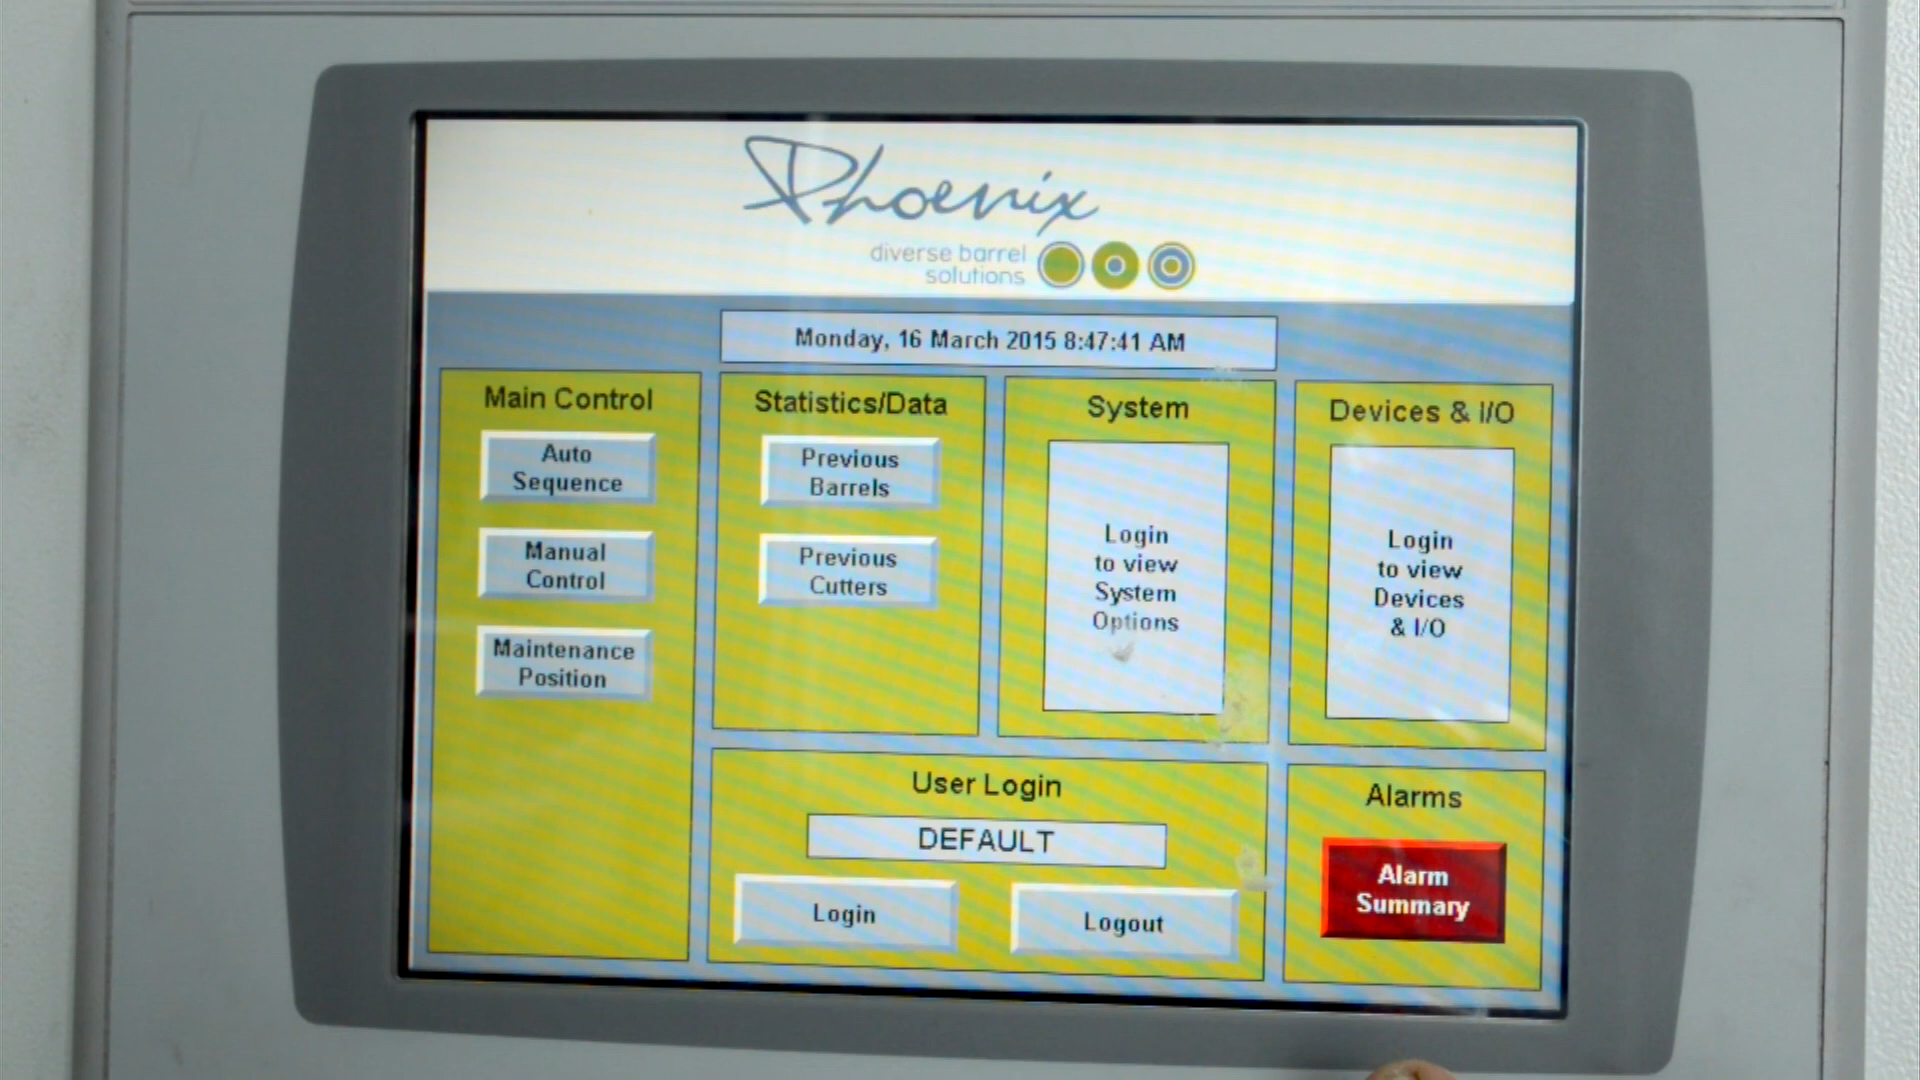 Phoenix
diverse barrel
solutions
Monday, 16 March 2015 8:47:41 AM
Main Control
Auto
Sequence
Manual
Control
Maintenance
Position
Statistics/Data
Previous
Barrels
Previous
Cutters
System
Login
to view
System
Options
Devices & I/O
Login
to view
Devices
& I/O
User Login
DEFAULT
Login
Logout
Alarms
Alarm
Summary